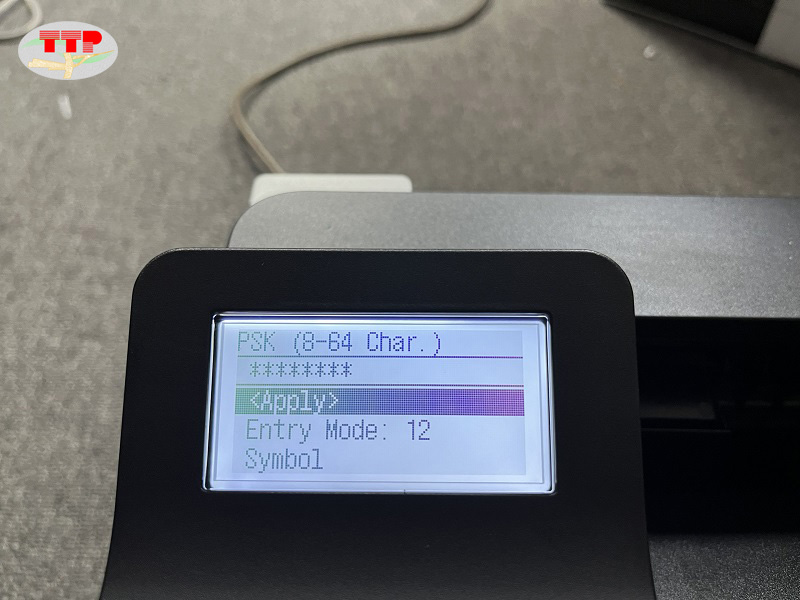 TTP
PSK (8-64 Char.)
********
<Apply>
Entry Mode: 12
Symbol